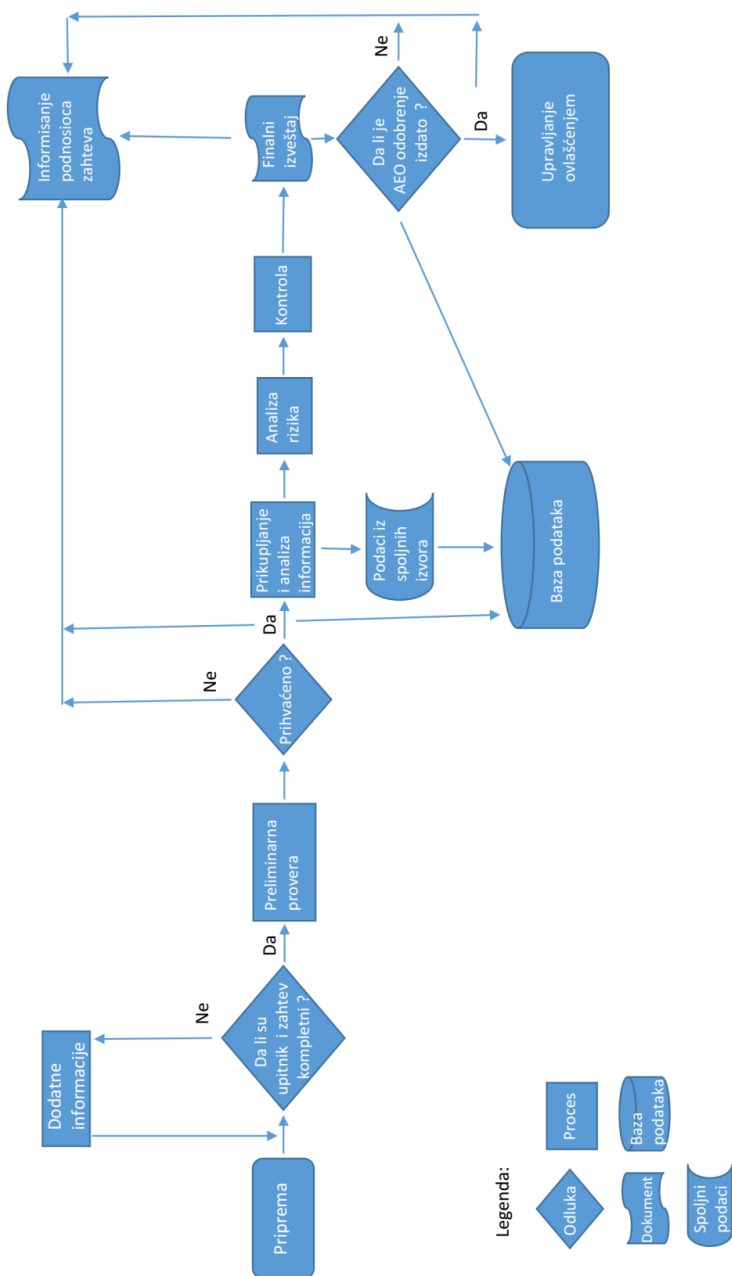 Dodatne
informacije
Informisanje
podnosioca
zahteva
Ne
Ne
Priprema
Da li su
upitnik i zahtev
kompletni ?
Da
Preliminarna
provera
Prihvaćeno ?
Da
Prikupljanje
i analiza
informacija
Analiza
rizika
Kontrola
Finalni
izveštaj
Podaci iz
spoljnih
izvora
Da li je
AEO odobrenje
izdato ?
Ne
Da
Baza podataka
Upravljanje
ovlašćenjem
Legenda:
Odluka
Proces
Dokument
Baza
podataka
Spoljni
podaci